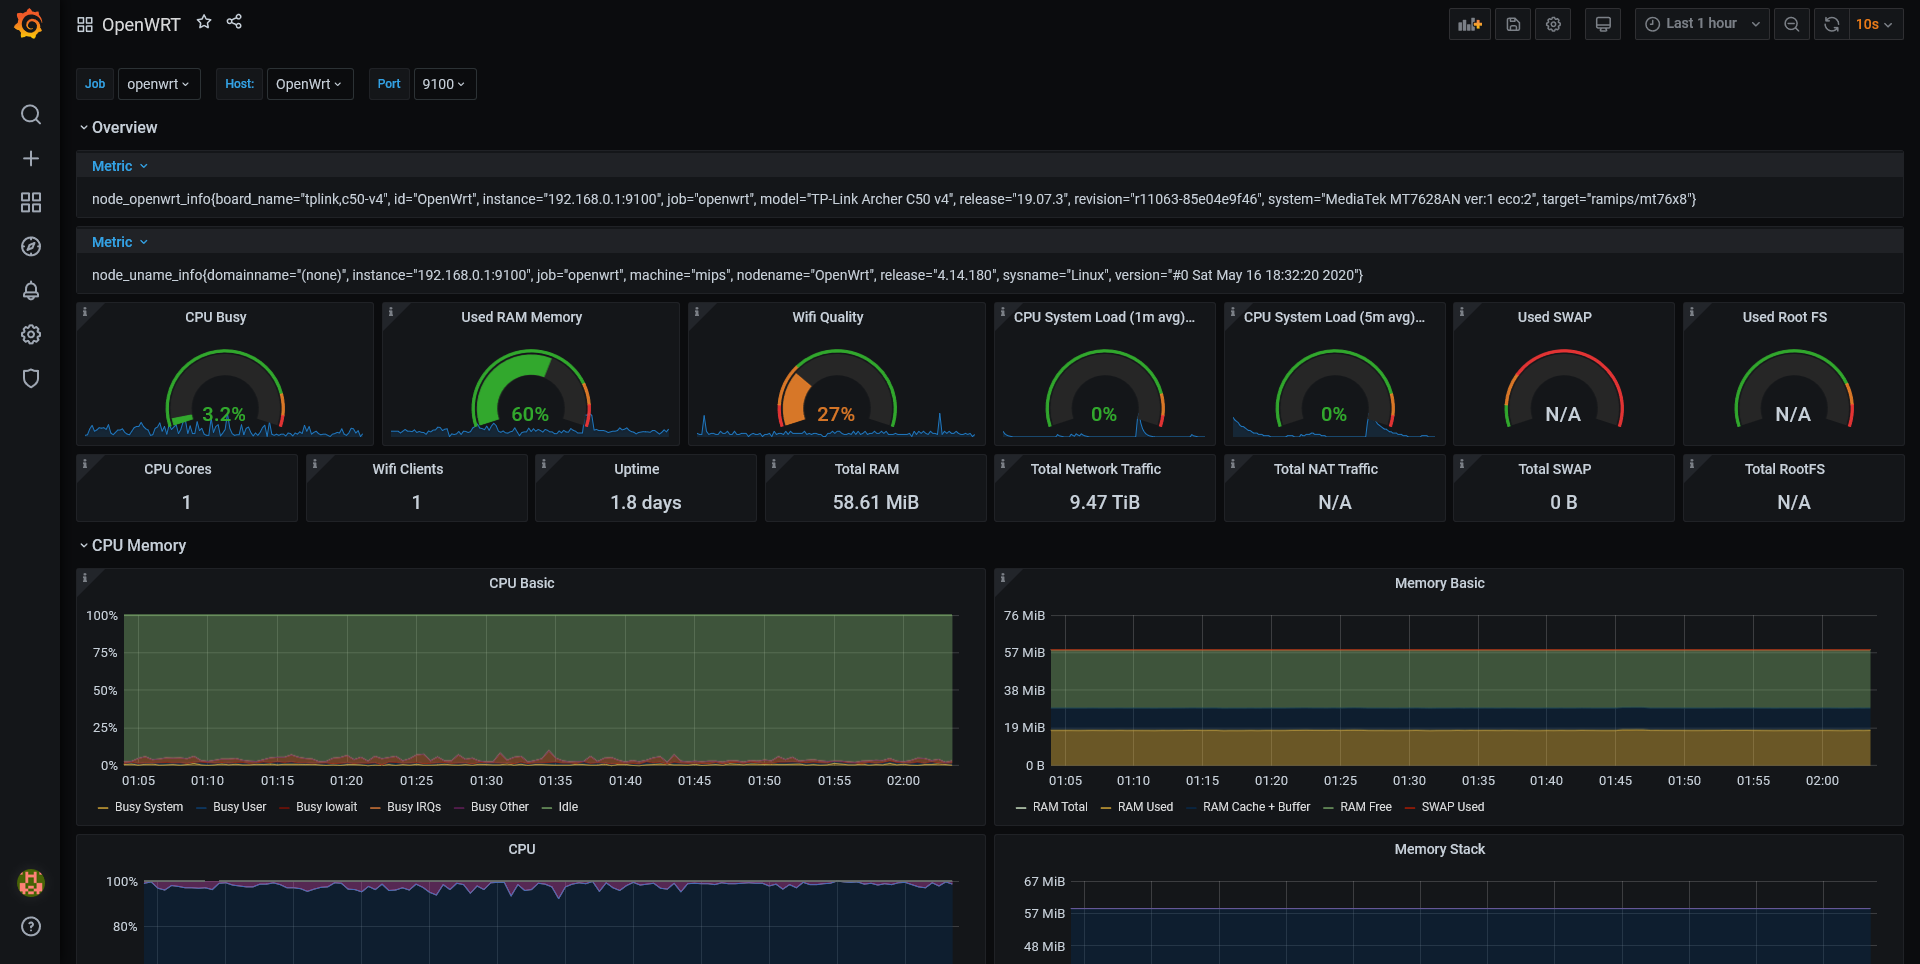 OpenWRT
Last 1 hour
10s
Job openwrt Host: OpenWrt Port 9100
Overview
Metric
node_openwrt_info{board_name="tplink,c50-v4", id="OpenWrt", instance="192.168.0.1:9100", job="openwrt", model="TP-Link Archer C50 v4", release="19.07.3", revision="r11063-85e04e9f46", system="MediaTek MT7628AN ver:1 eco:2", target="ramips/mt76x8"}
Metric
node_uname_info{domainname="(none)", instance="192.168.0.1:9100", job="openwrt", machine="mips", nodename="OpenWrt", release="4.14.180", sysname="Linux", version="#0 Sat May 16 18:32:20 2020"}
CPU Busy
3.2%
Used RAM Memory
60%
Wifi Quality
27%
CPU System Load (1m avg)...
0%
CPU System Load (5m avg)...
0%
Used SWAP
N/A
Used Root FS
N/A
CPU Cores
1
Wifi Clients
1
Uptime
1.8 days
Total RAM
58.61 MiB
Total Network Traffic
9.47 TiB
Total NAT Traffic
N/A
Total SWAP
0 B
Total RootFS
N/A
CPU Memory
CPU Basic
100%
75%
50%
25%
0%
01:05 01:10 01:15 01:20 01:25 01:30 01:35 01:40 01:45 01:50 01:55 02:00
Busy System Busy User Busy Iowait Busy IRQs Busy Other Idle
Memory Basic
76 MiB
57 MiB
38 MiB
19 MiB
0 B
01:05 01:10 01:15 01:20 01:25 01:30 01:35 01:40 01:45 01:50 01:55 02:00
RAM Total RAM Used RAM Cache + Buffer RAM Free SWAP Used
CPU
100%
80%
Memory Stack
67 MiB
57 MiB
48 MiB